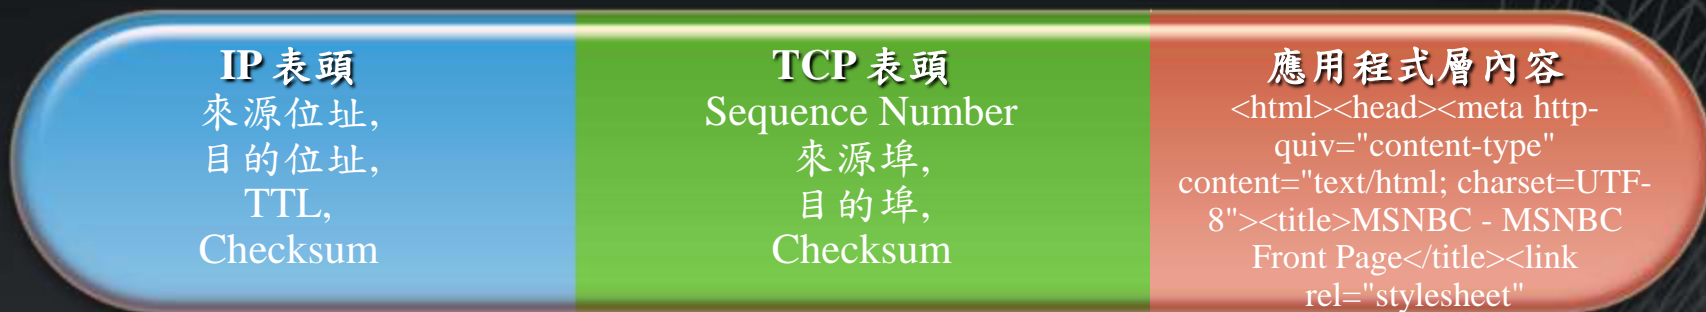 IP 表頭
來源位址,
目的位址,
TTL,
Checksum
TCP 表頭
Sequence Number
來源埠,
目的埠,
Checksum
應用程式層內容
<html><head><meta http-
quiv="content-type"
content="text/html; charset=UTF-
8"><title>MSNBC - MSNBC
Front Page</title><link
rel="stylesheet"